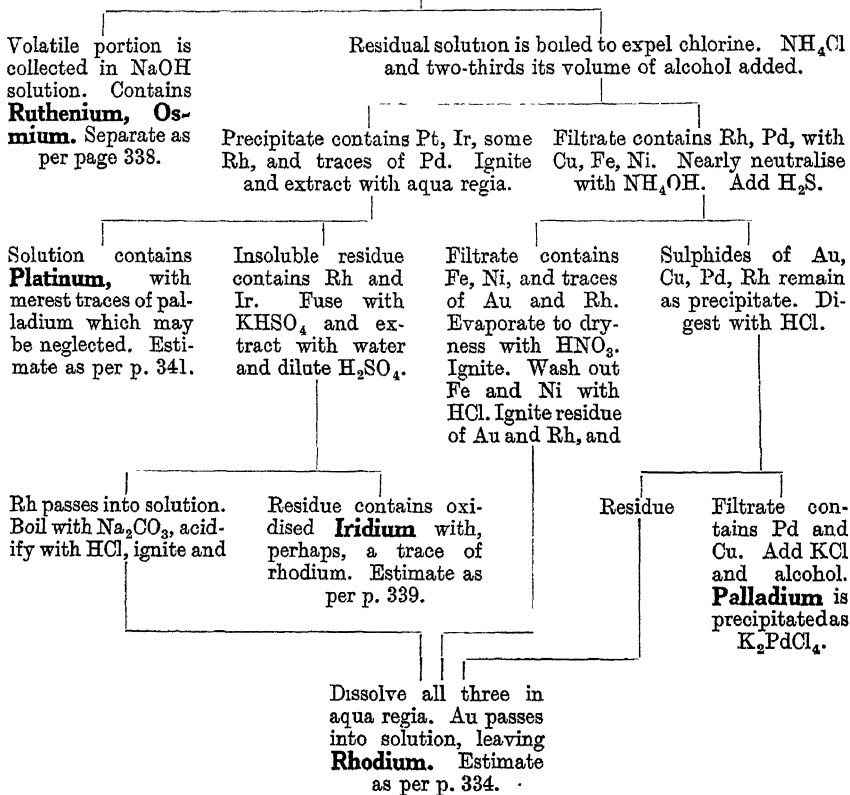 Volatile portion is
collected in NaOH
solution. Contains
Ruthenium, Os-
mium. Separate as
per page 338.
Residual solution is boiled to expel chlorine. NH₄Cl
and two-thirds its volume of alcohol added.
Precipitate contains Pt, Ir, some
Rh, and traces of Pd. Ignite
and extract with aqua regia.
Filtrate contains Rh, Pd, with
Cu, Fe, Ni. Nearly neutralise
with NH₄OH. Add H₂S.
Solution contains
Platinum, with
merest traces of pal-
ladium which may
be neglected. Esti-
mate as per p. 341.
Insoluble residue
contains Rh and
Ir. Fuse with
KHSO₄ and ex-
tract with water
and dilute H₂SO₄.
Filtrate contains
Fe, Ni, and traces
of Au and Rh.
Evaporate to dry-
ness with HNO₃.
Ignite. Wash out
Fe and Ni with
HCl. Ignite residue
of Au and Rh, and
Sulphides of Au,
Cu, Pd, Rh remain
as precipitate. Di-
gest with HCl.
Rh passes into solution.
Boil with Na₂CO₃, acid-
ify with HCl, ignite and
Residue contains oxi-
dised Iridium with,
perhaps, a trace of
rhodium. Estimate as
per p. 339.
Residue
Filtrate con-
tains Pd and
Cu. Add KCl
and alcohol.
Palladium is
precipitated as
K₂PdCl₄.
Dissolve all three in
aqua regia. Au passes
into solution, leaving
Rhodium. Estimate
as per p. 334.